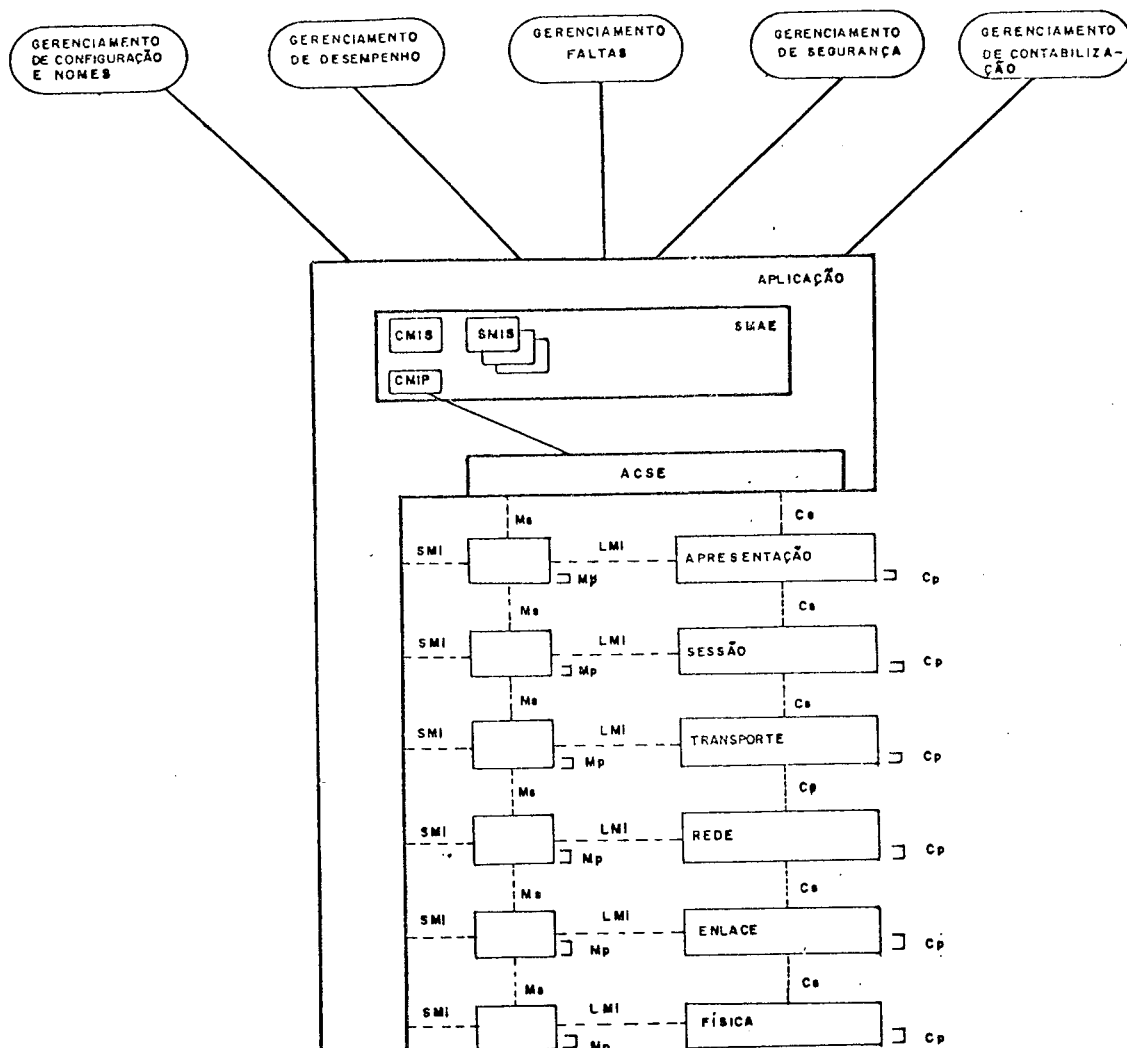 GERENCIAMENTO
DE CONFIGURAÇÃO
E NOMES
GERENCIAMENTO
DE DESEMPENHO
GERENCIAMENTO
FALTAS
GERENCIAMENTO
DE SEGURANÇA
GERENCIAMENTO
DE CONTABILIZA-
ÇÃO
APLICAÇÃO
CMIS
SMIS
SMAE
CMIP
ACSE
Ms
Cs
SMI
LMI
APRESENTAÇÃO
Mp
Cp
Ms
Cs
SMI
LMI
SESSÃO
Mp
Cp
Ms
Cs
SMI
LMI
TRANSPORTE
Mp
Cp
Ms
Cp
SMI
LMI
REDE
Mp
Cp
Ms
Cs
SMI
LMI
ENLACE
Mp
Cp
Ms
Cs
SMI
LMI
FÍSICA
Mp
Cp